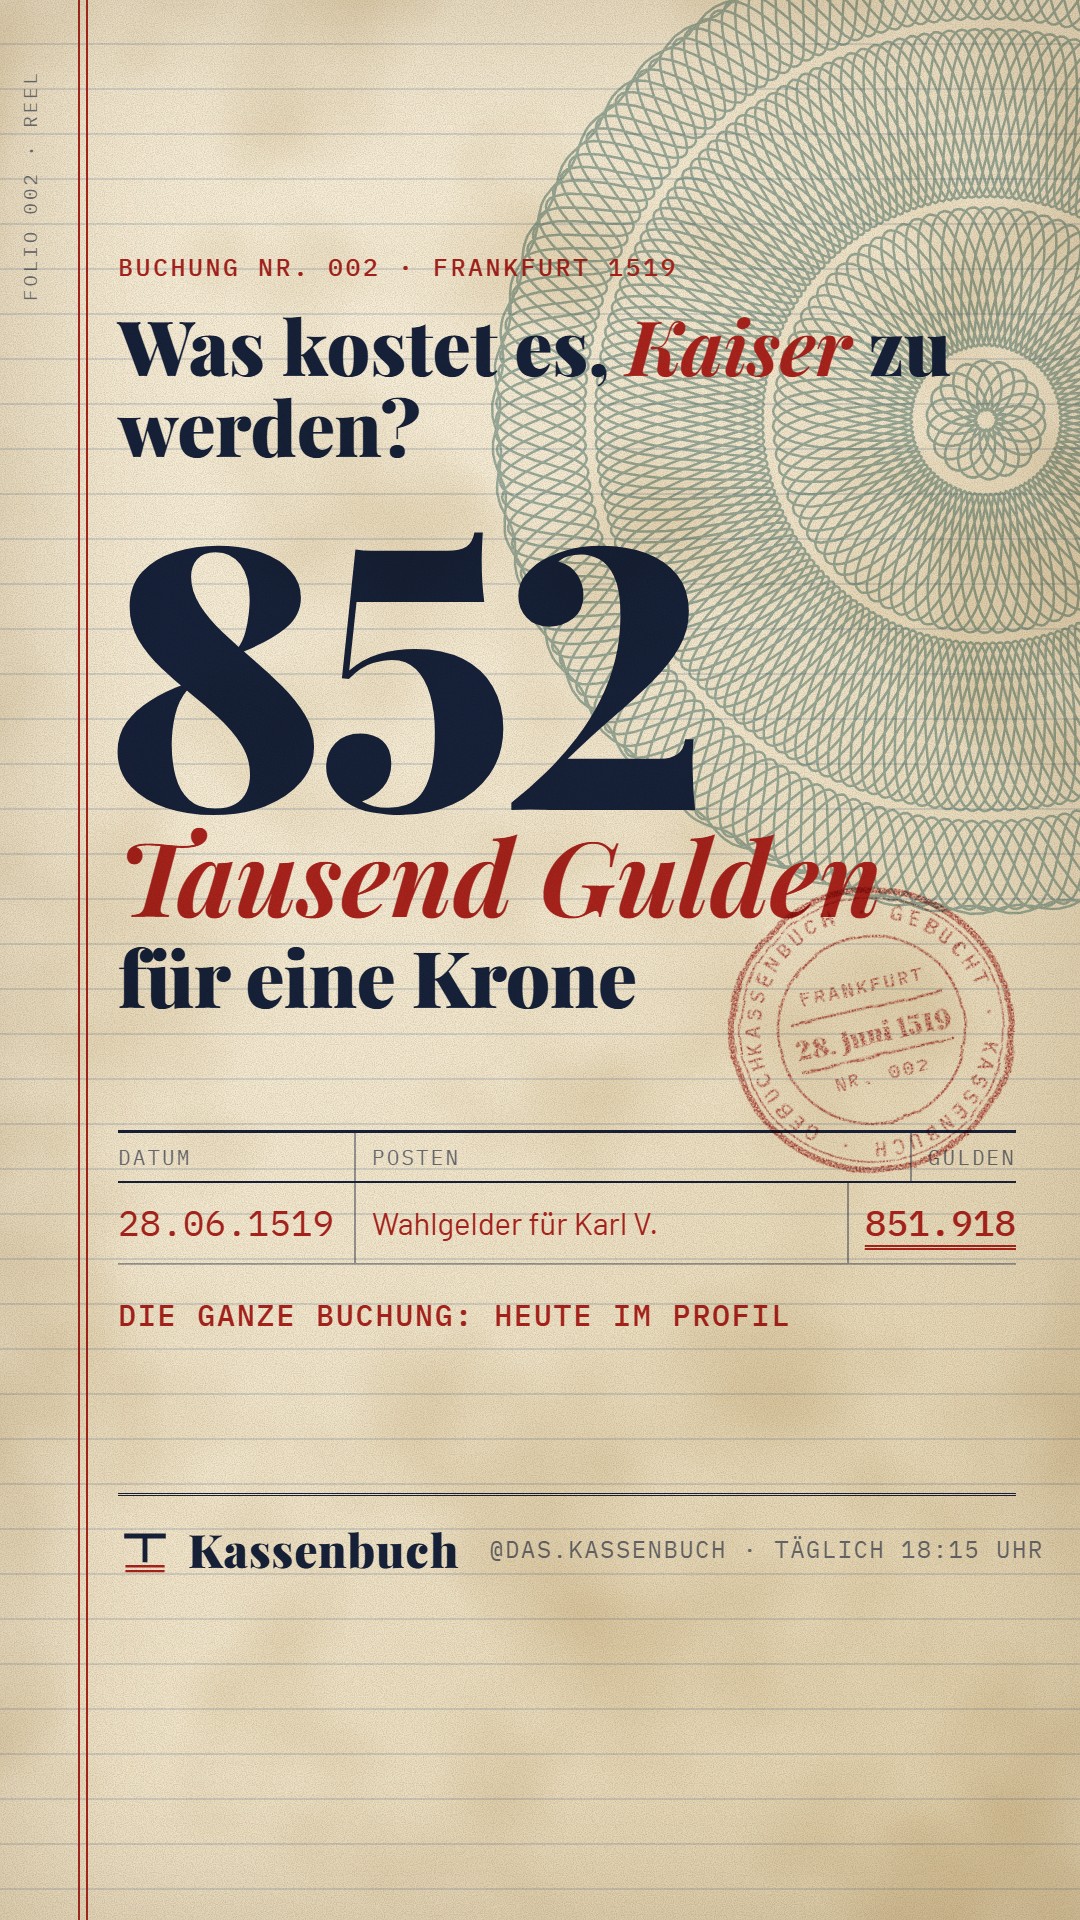 FOLIO 002 · REEL
BUCHUNG NR. 002 · FRANKFURT 1519
Was kostet es, Kaiser zu
werden?
852
Tausend Gulden
für eine Krone
GEBUCHT · KASSENBUCH · GEBUCHKASSENBUCH
FRANKFURT
28. Juni 1519
NR. 002
DATUM POSTEN GULDEN
28.06.1519 Wahlgelder für Karl V. 851.918
DIE GANZE BUCHUNG: HEUTE IM PROFIL
Kassenbuch @DAS.KASSENBUCH · TÄGLICH 18:15 UHR